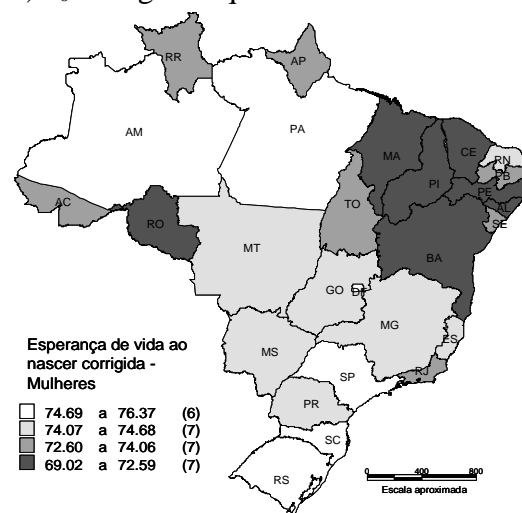 RR
AP
AM
PA
MA
CE
RN
PB
PI
PE
AL
SE
AC
TO
RO
BA
MT
GO
DF
MG
ES
MS
SP
RJ
PR
SC
RS
Esperança de vida ao
nascer corrigida -
Mulheres
74.69 a 76.37 (6)
74.07 a 74.68 (7)
72.60 a 74.06 (7)
69.02 a 72.59 (7)
0 400 800
Escala aproximada